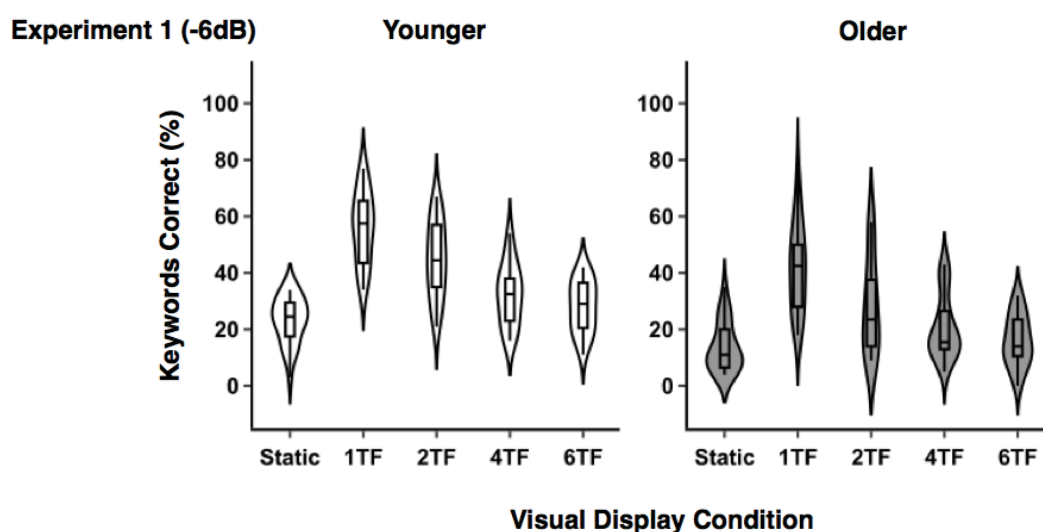 Experiment 1 (-6dB)
Younger
Older
Keywords Correct (%)
100
80
60
40
20
0
Static 1TF 2TF 4TF 6TF
100
80
60
40
20
0
Static 1TF 2TF 4TF 6TF
Visual Display Condition